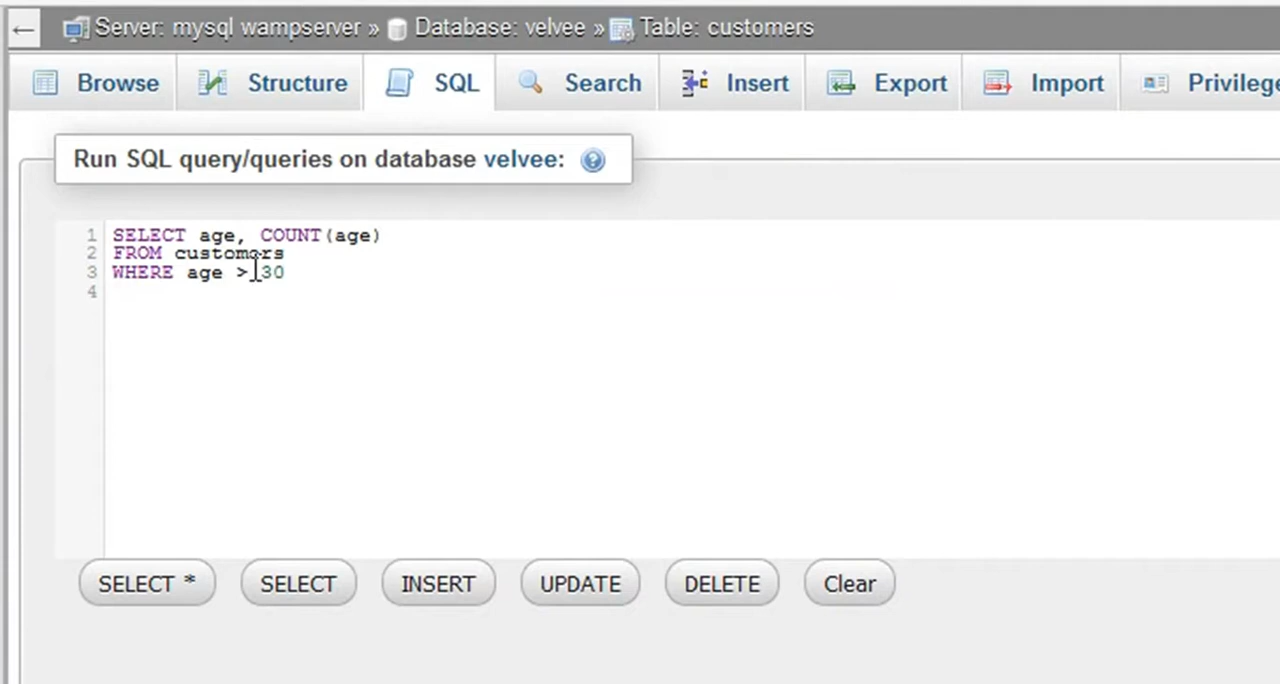 ← Server: mysql wampserver » Database: velvee » Table: customers
Browse Structure SQL Search Insert Export Import Privilege
Run SQL query/queries on database velvee:
1 SELECT age, COUNT(age)
2 FROM customers
3 WHERE age > 30
4
SELECT * SELECT INSERT UPDATE DELETE Clear